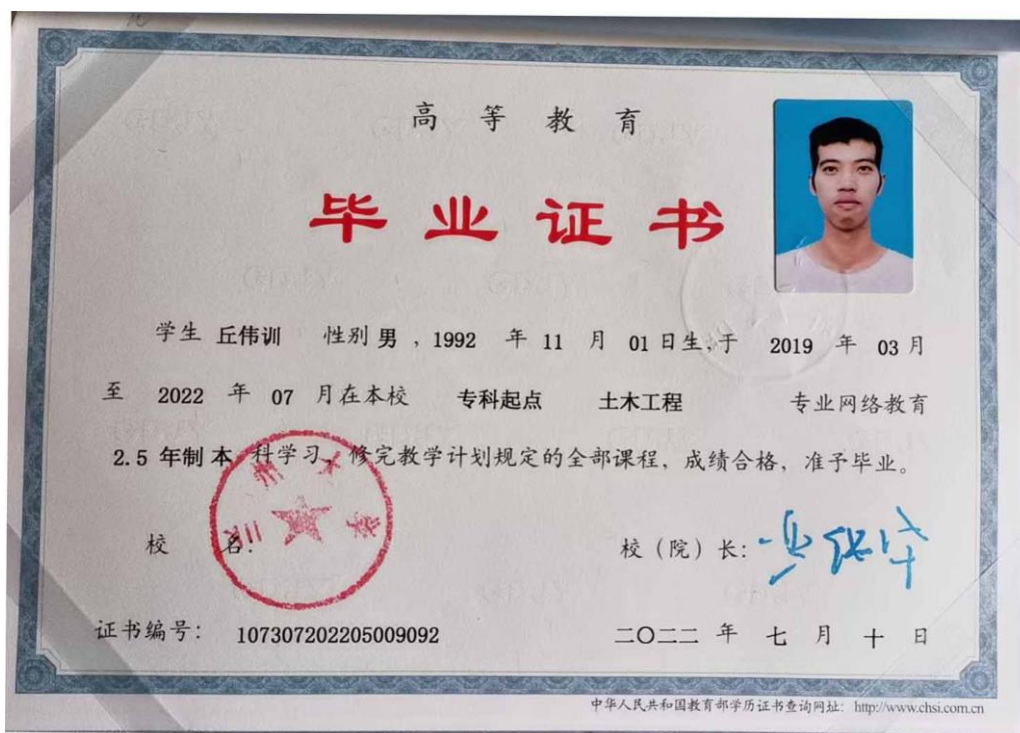 高等教育
毕业证书
学生 丘伟训 性别 男 ，1992 年 11 月 01 日生,于 2019 年 03 月
至 2022 年 07 月在本校 专科起点 土木工程 专业网络教育
2.5 年制 本 科学习，修完教学计划规定的全部课程，成绩合格，准予毕业。
兰州大学
校 名: 校（院）长:
证书编号: 107307202205009092 二〇二二 年 七 月 十 日
中华人民共和国教育部学历证书查询网址: http://www.chsi.com.cn